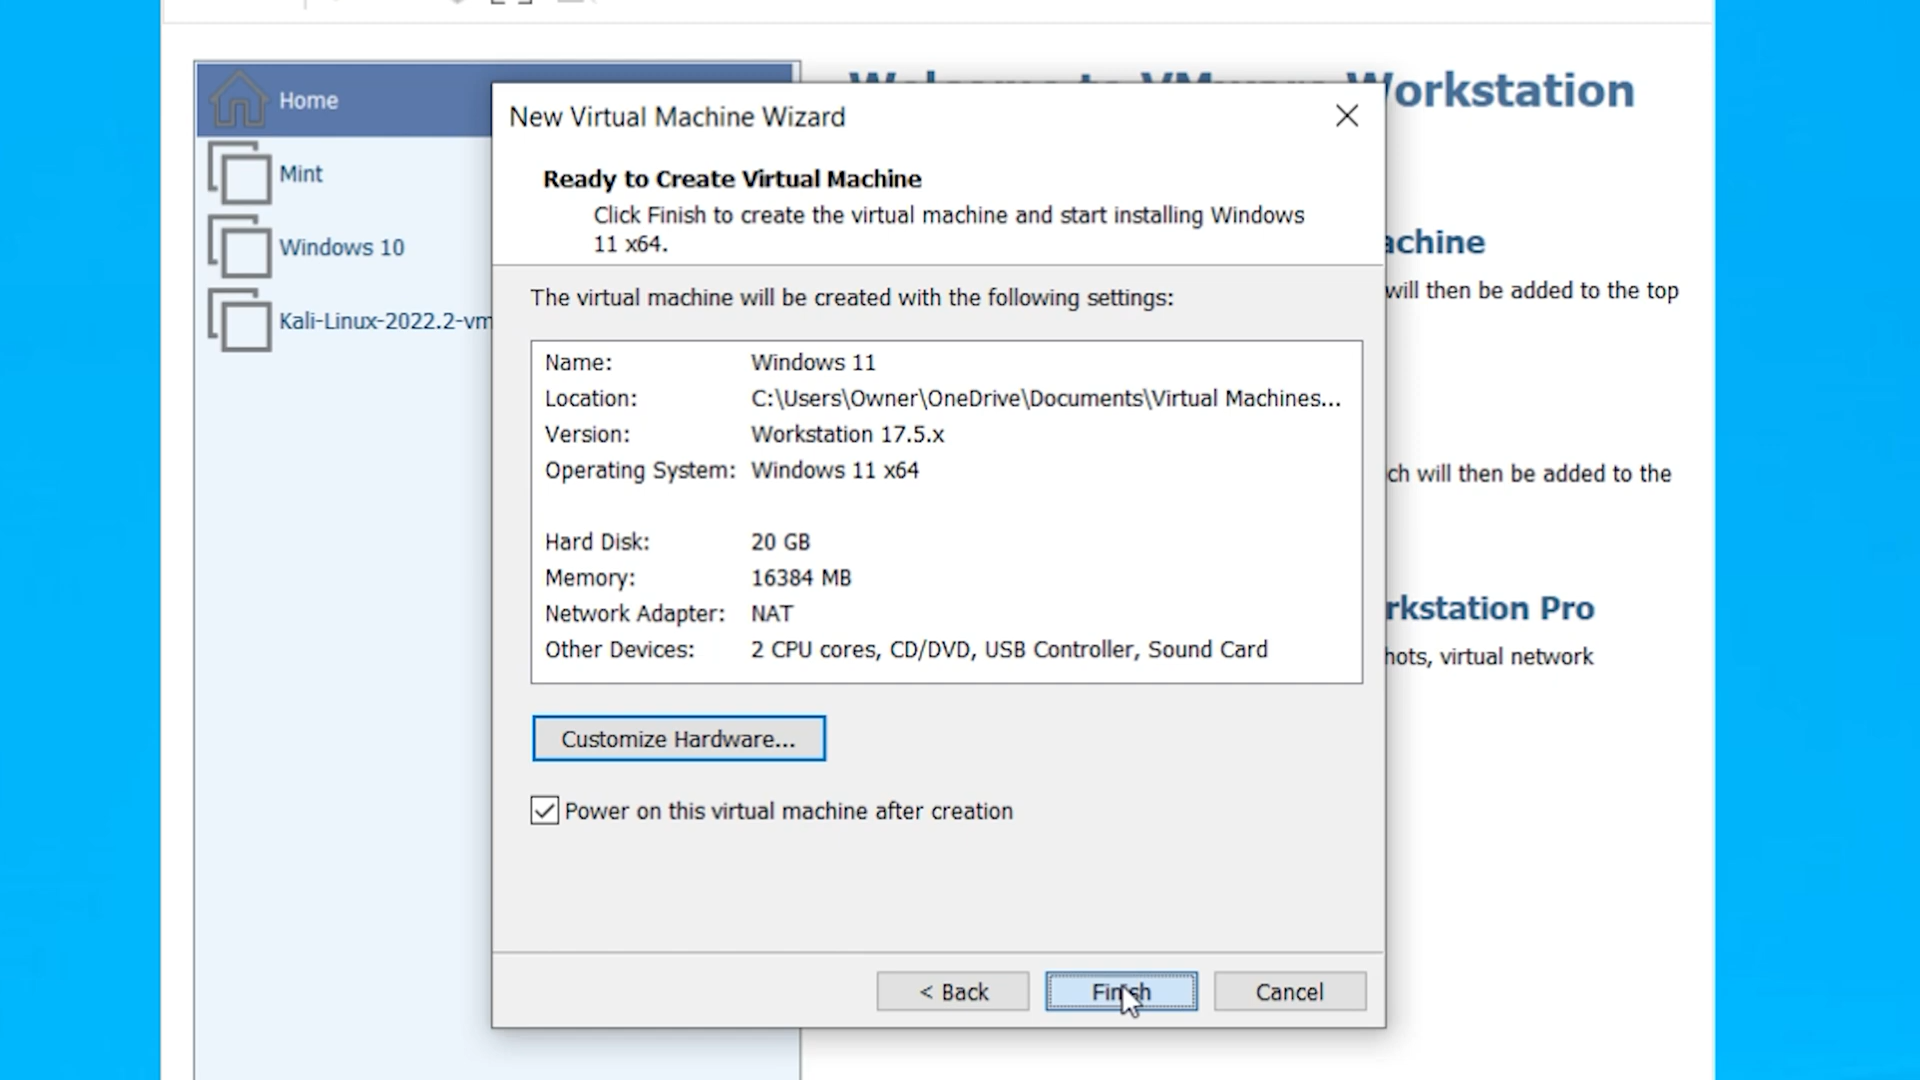 Welcome to VMware Workstation
Home
New Virtual Machine Wizard
Ready to Create Virtual Machine
Click Finish to create the virtual machine and start installing Windows
11 x64.
Mint
Windows 10
Kali-Linux-2022.2-vm
achine
will then be added to the top
The virtual machine will be created with the following settings:
Name: Windows 11
Location: C:\Users\Owner\OneDrive\Documents\Virtual Machines...
Version: Workstation 17.5.x
Operating System: Windows 11 x64
ch will then be added to the
Hard Disk: 20 GB
Memory: 16384 MB
Network Adapter: NAT
Other Devices: 2 CPU cores, CD/DVD, USB Controller, Sound Card
rkstation Pro
hots, virtual network
Customize Hardware...
Power on this virtual machine after creation
< Back
Finish
Cancel